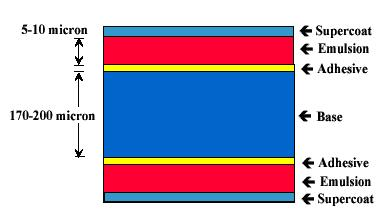 5-10 micron
Supercoat
Emulsion
Adhesive
170-200 micron
Base
Adhesive
Emulsion
Supercoat